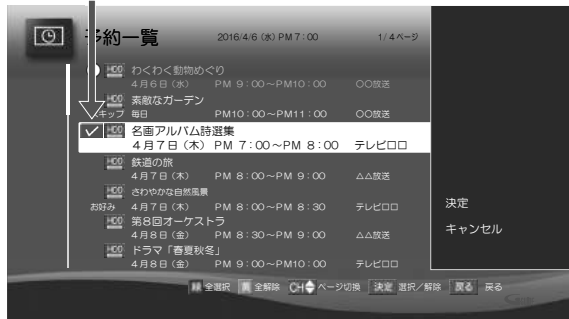 予約一覧 2016/4/6 (水) PM 7:00 1/4ページ
HDD わくわく動物めぐり
4月6日(水) PM 9:00～PM10:00 ○○放送
HDD 素敵なガーデン
スキップ 毎日 PM10:00～PM11:00 ○○放送
HDD 名画アルバム詩選集
4月7日(木) PM 7:00～PM 8:00 テレビ□□
HDD 鉄道の旅
4月7日(木) PM 8:00～PM 9:00 △△放送
HDD さわやかな自然風景
お好み 4月7日(木) PM 8:00～PM 8:30 テレビ□□
HDD 第8回オーケストラ
4月8日(金) PM 8:30～PM 9:00 △△放送
HDD ドラマ「春夏秋冬」
4月8日(金) PM 9:00～PM10:00 テレビ□□
決定
キャンセル
緑 全選択 黄 全解除 CH ページ切換 決定 選択/解除 戻る 戻る